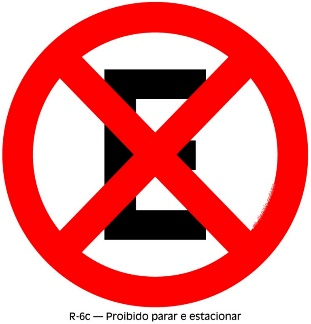 E
R-6c — Proibido parar e estacionar